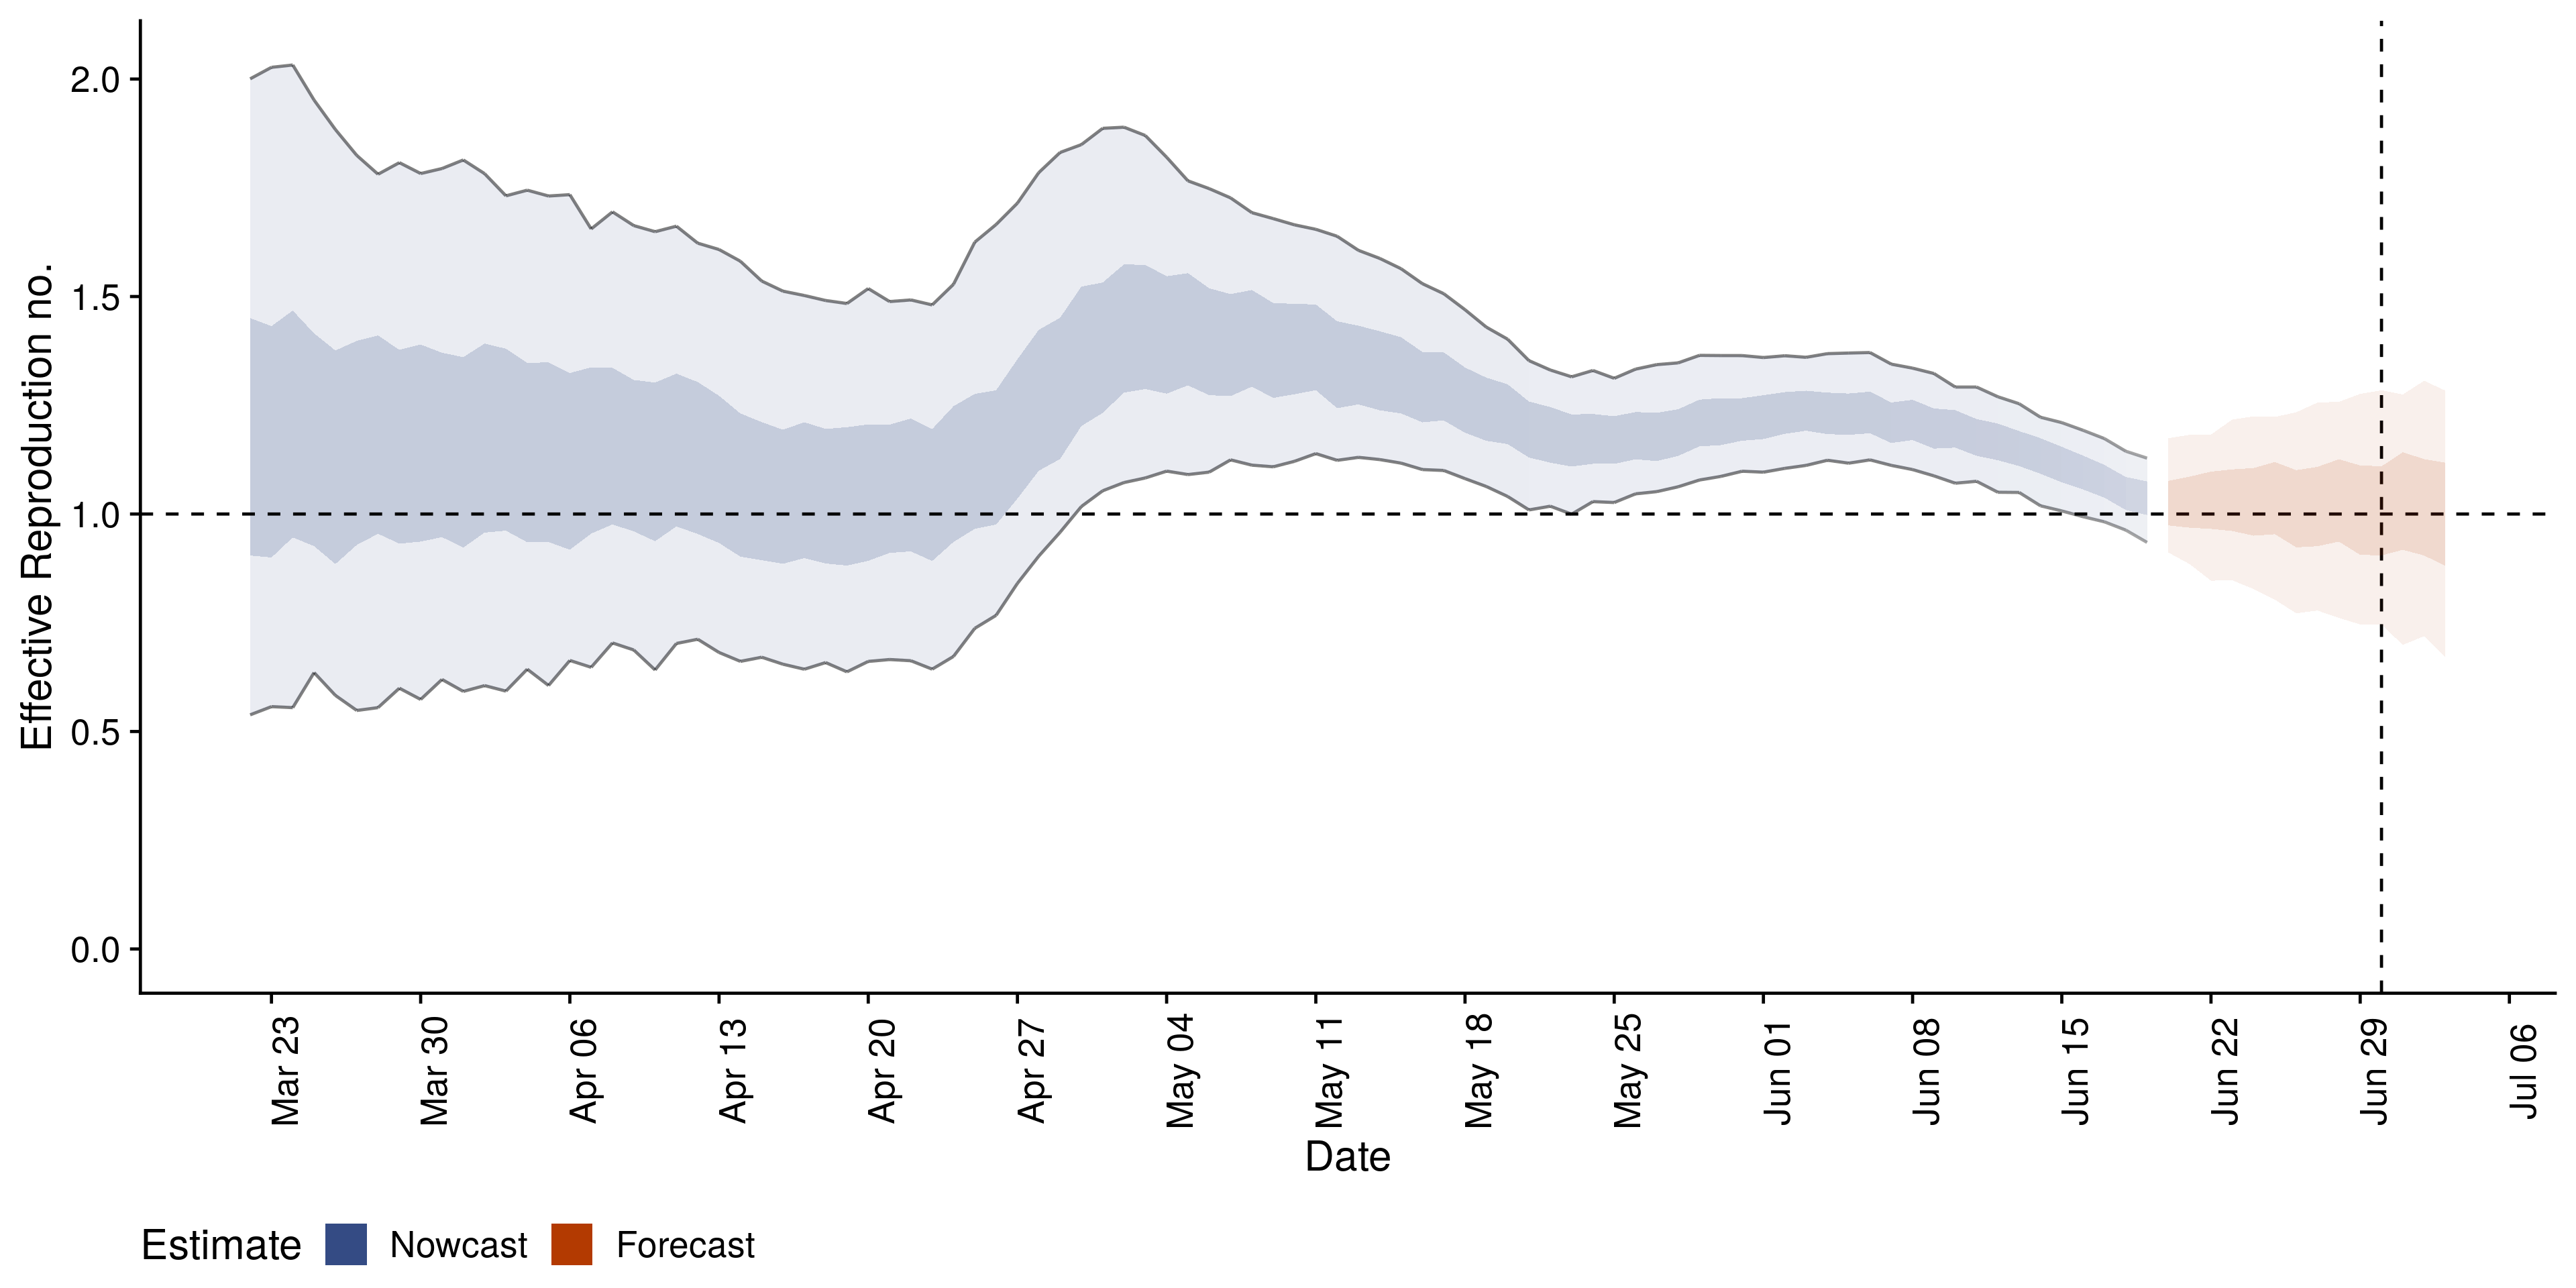 Effective Reproduction no.
2.0
1.5
1.0
0.5
0.0
Mar 23
Mar 30
Apr 06
Apr 13
Apr 20
Apr 27
May 04
May 11
May 18
May 25
Jun 01
Jun 08
Jun 15
Jun 22
Jun 29
Jul 06
Date
Estimate Nowcast Forecast